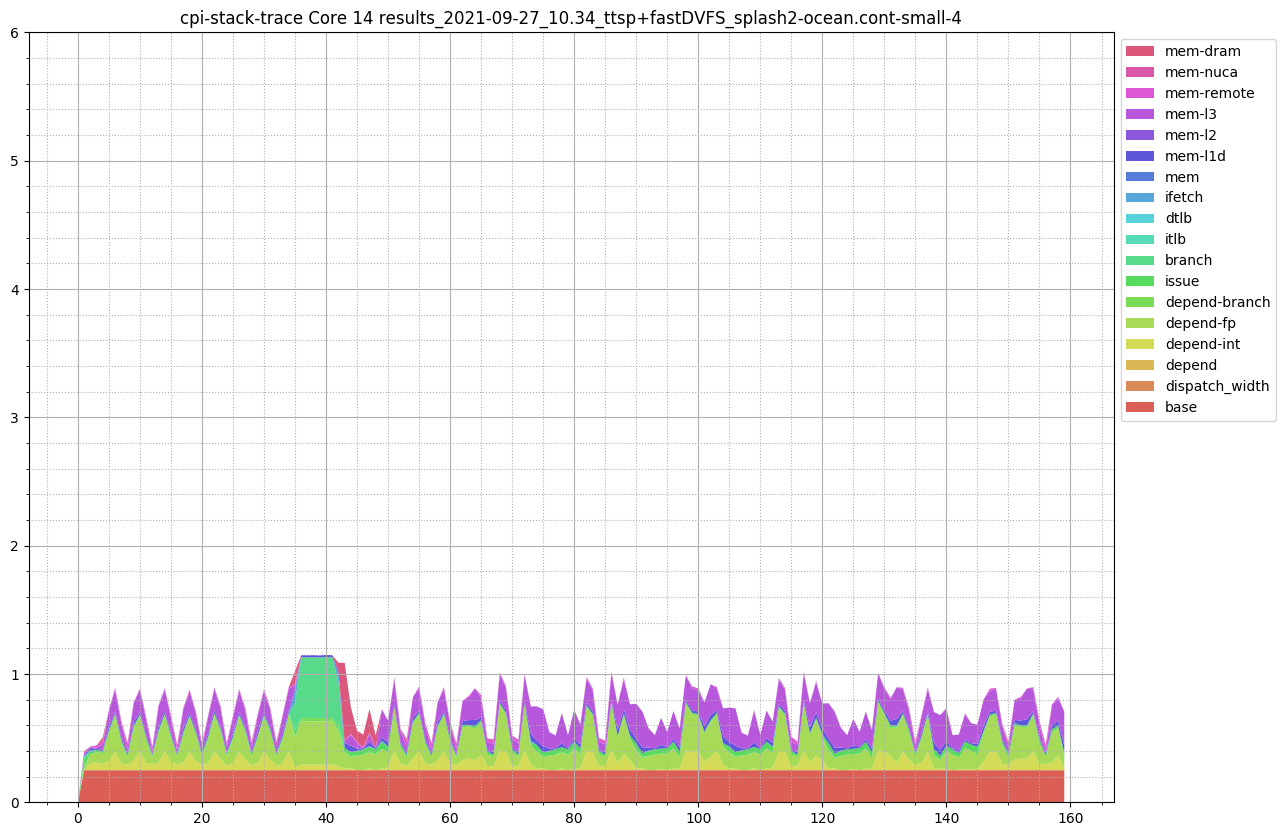 cpi-stack-trace Core 14 results_2021-09-27_10.34_ttsp+fastDVFS_splash2-ocean.cont-small-4
6
5
4
3
2
1
0
0 20 40 60 80 100 120 140 160
mem-dram
mem-nuca
mem-remote
mem-l3
mem-l2
mem-l1d
mem
ifetch
dtlb
itlb
branch
issue
depend-branch
depend-fp
depend-int
depend
dispatch_width
base